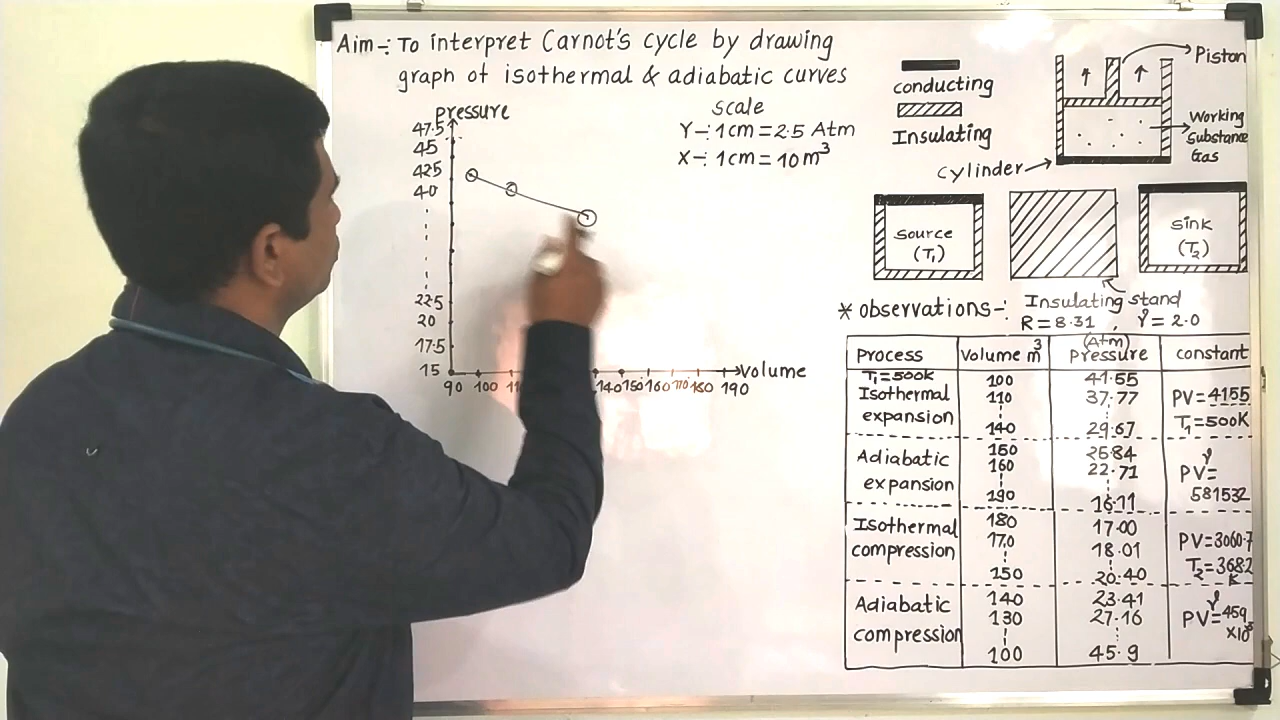 Aim-: To interpret Carnot's cycle by drawing
graph of isothermal & adiabatic curves
pressure
47.5
45
425
40
22.5
20
17.5
15
90 100 11 140 150 160 170 180 190
Volume
scale
Y-: 1cm = 2.5 Atm
X-: 1cm = 10m³
conducting
Insulating
Piston
Working
Substance
Gas
cylinder
source
(T₁)
sink
(T₂)
Insulating stand
* observations-:
R = 8.31 , γ = 2.0
Process Volume m³ (Atm) Pressure constant
T₁=500K 100 41.55
Isothermal 110 37.77 PV=4155
expansion 140 29.67 T₁=500K
Adiabatic 150 25.84 PV^γ=
expansion 160 22.71 581532
190 16.11
Isothermal 180 17.00
compression 170 18.01 PV=3060.7
150 20.40 T₂=368.2 K
Adiabatic 140 23.41
compression 130 27.16 PV^γ=459
100 45.9